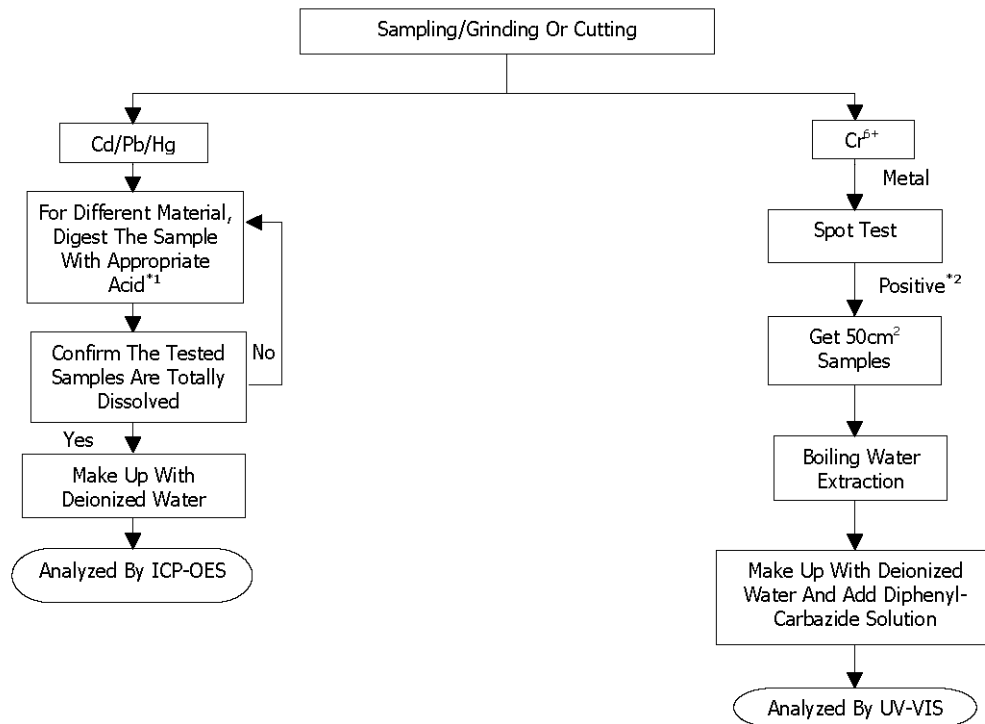 Sampling/Grinding Or Cutting
Cd/Pb/Hg
For Different Material,
Digest The Sample
With Appropriate
Acid*1
Confirm The Tested
Samples Are Totally
Dissolved
No
Yes
Make Up With
Deionized Water
Analyzed By ICP-OES
Cr6+
Metal
Spot Test
Positive*2
Get 50cm2
Samples
Boiling Water
Extraction
Make Up With Deionized
Water And Add Diphenyl-
Carbazide Solution
Analyzed By UV-VIS